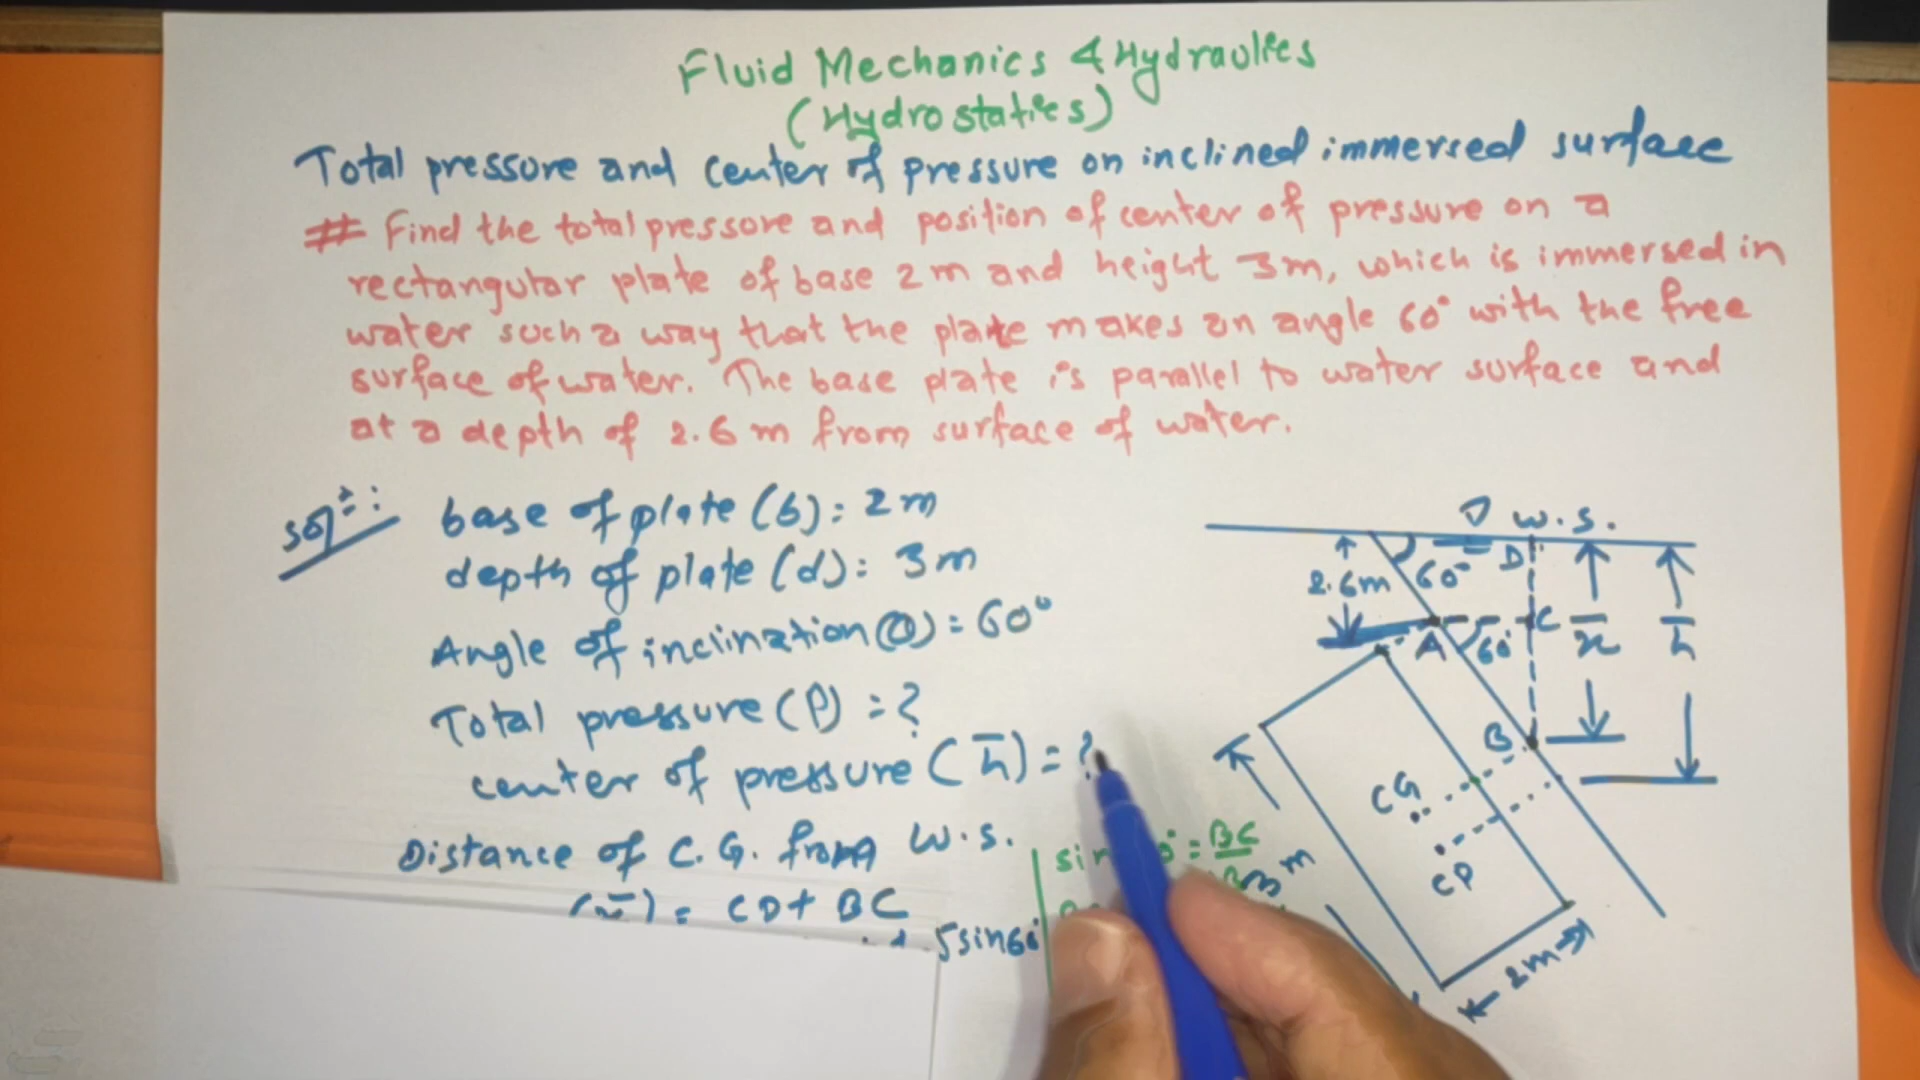 Fluid Mechanics & Hydraulics
(Hydrostatics)
Total pressure and center of pressure on inclined immersed surface
# Find the total pressure and position of center of pressure on a
rectangular plate of base 2m and height 3m, which is immersed in
water such a way that the plate makes an angle 60° with the free
surface of water. The base plate is parallel to water surface and
at a depth of 2.6 m from surface of water.
base of plate (b) = 2m
depth of plate (d) = 3m
Angle of inclination (θ) = 60°
Total pressure (P) = ?
center of pressure (h̄) = ?
Distance of C.G. from W.S.
(x̄) = CD + BC
5sin60°
= BC
W.S.
2.6m
60°
D
A
60°
C
x̄
h̄
B
CG
CP
3m
2m